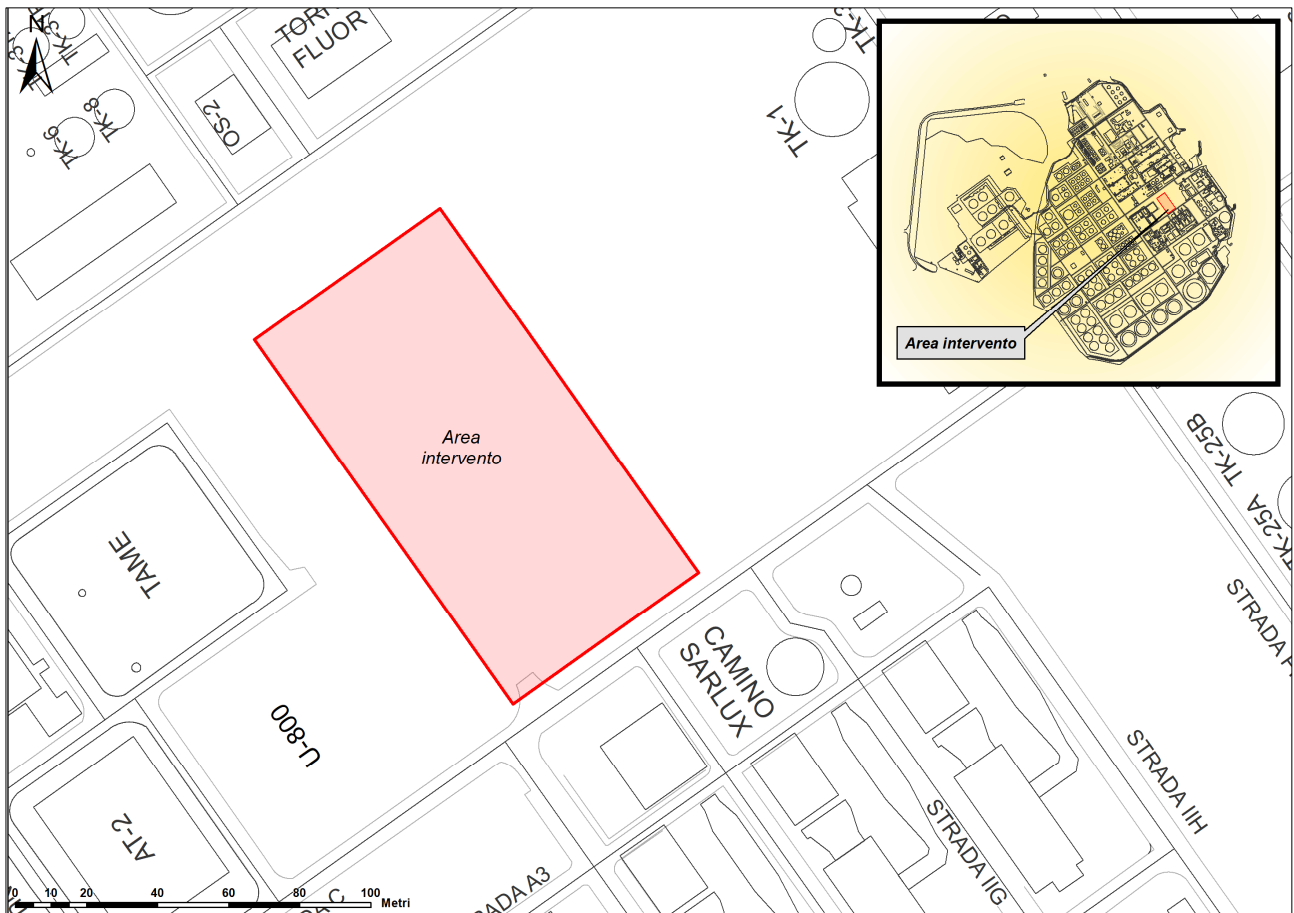 N
TK-8
TK-6
OS-2
FLUOR
TK-1
Area intervento
Area
intervento
TK-25B
TK-25A
TAME
CAMINO
SARLUX
U-800
STRADA IIH
STRADA IIG
AT-2
0 10 20 40 60 80 100
Metri